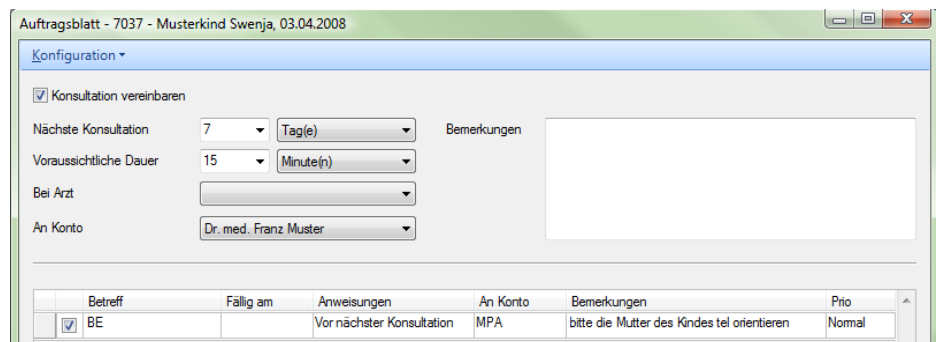 Auftragsblatt - 7037 - Musterkind Swenja, 03.04.2008
Konfiguration
Konsultation vereinbaren
Nächste Konsultation 7 Tag(e) Bemerkungen
Voraussichtliche Dauer 15 Minute(n)
Bei Arzt
An Konto Dr. med. Franz Muster
Betreff Fällig am Anweisungen An Konto Bemerkungen Prio
BE Vor nächster Konsultation MPA bitte die Mutter des Kindes tel orientieren Normal